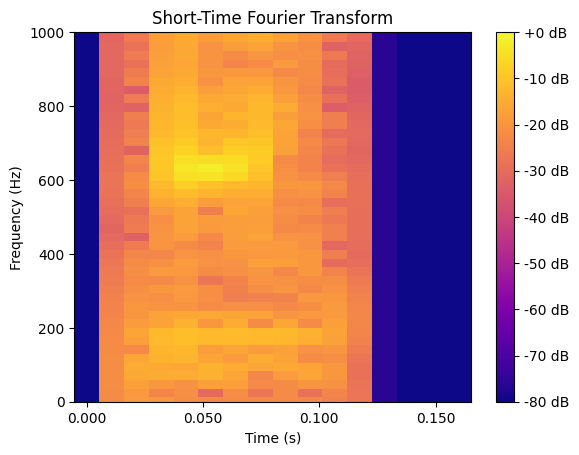 Short-Time Fourier Transform
1000
800
600
400
200
0
Frequency (Hz)
0.000
0.050
0.100
0.150
Time (s)
+0 dB
-10 dB
-20 dB
-30 dB
-40 dB
-50 dB
-60 dB
-70 dB
-80 dB